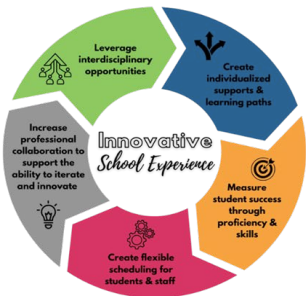 Innovative
School Experience
Leverage
interdisciplinary
opportunities
Create
individualized
supports &
learning paths
Measure
student success
through
proficiency &
skills
Create flexible
scheduling for
students & staff
Increase
professional
collaboration to
support the
ability to iterate
and innovate